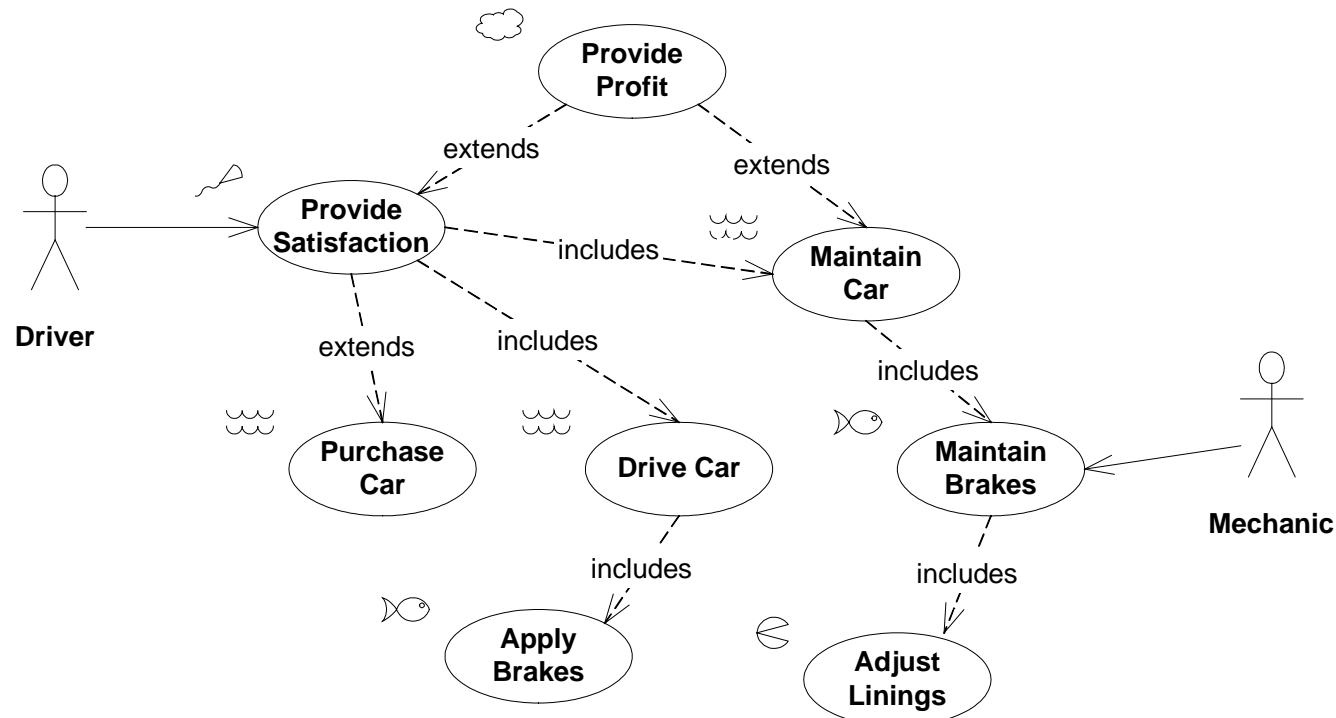 Provide
Profit
extends
extends
Provide
Satisfaction
includes
Maintain
Car
Driver
extends
includes
includes
Purchase
Car
Drive Car
Maintain
Brakes
Mechanic
includes
includes
Apply
Brakes
Adjust
Linings